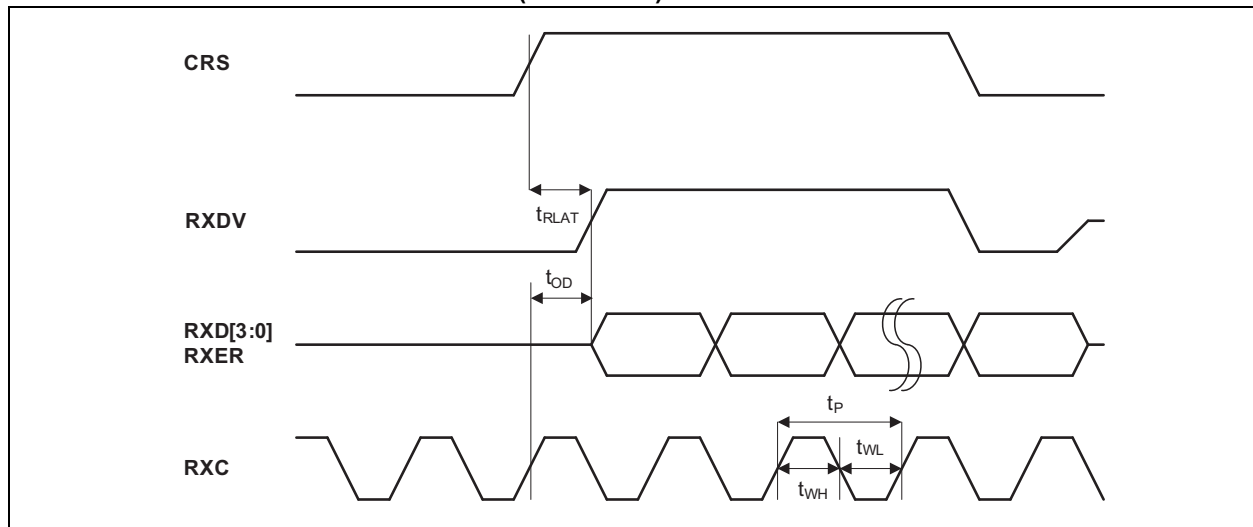 CRS
RXDV
tRLAT
tOD
RXD[3:0]
RXER
tP
RXC
tWL
tWH